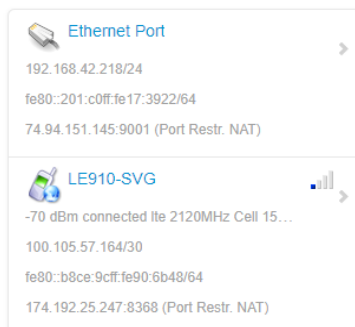 Ethernet Port
192.168.42.218/24
fe80::201:c0ff:fe17:3922/64
74.94.151.145:9001 (Port Restr. NAT)
LE910-SVG
-70 dBm connected lte 2120MHz Cell 15...
100.105.57.164/30
fe80::b8ce:9cff:fe90:6b48/64
174.192.25.247:8368 (Port Restr. NAT)